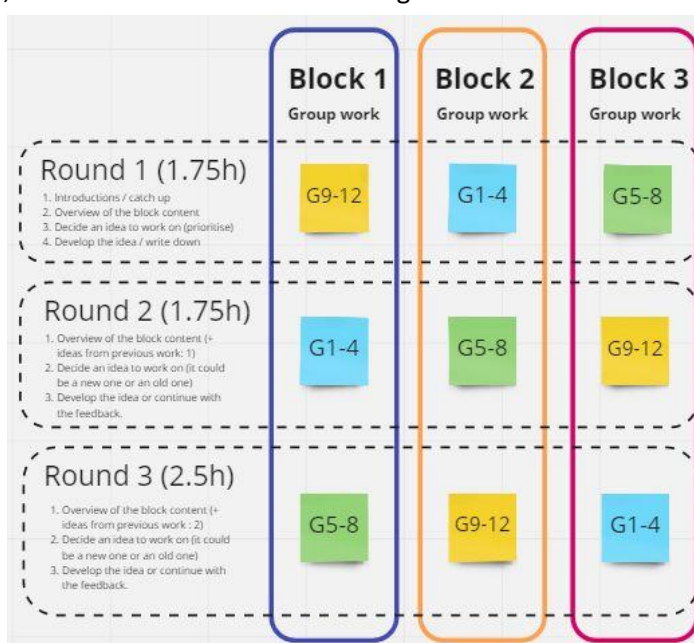 Block 1
Block 2
Block 3
Group work
Group work
Group work
Round 1 (1.75h)
1. Introductions / catch up
2. Overview of the block content
3. Decide an idea to work on (prioritise)
4. Develop the idea / write down
G9-12
G1-4
G5-8
Round 2 (1.75h)
1. Overview of the block content (+
ideas from previous work: 1)
2. Decide an idea to work on (it could
be a new one or an old one)
3. Develop the idea or continue with
the feedback.
G1-4
G5-8
G9-12
Round 3 (2.5h)
1. Overview of the block content (+
ideas from previous work : 2)
2. Decide an idea to work on (it could
be a new one or an old one)
3. Develop the idea or continue with
the feedback.
G5-8
G9-12
G1-4